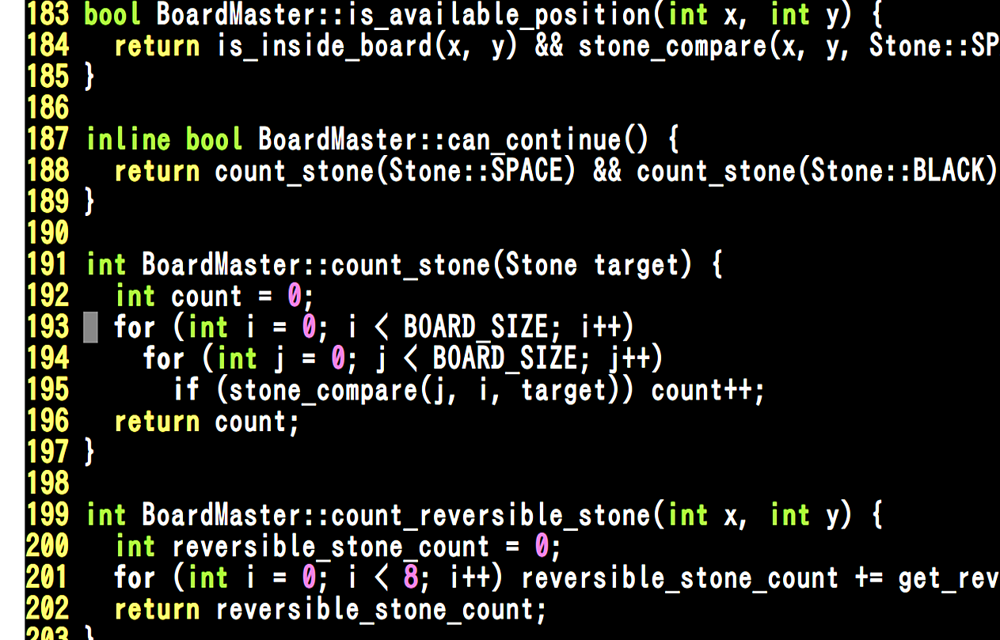 183 bool BoardMaster::is_available_position(int x, int y) {
184   return is_inside_board(x, y) && stone_compare(x, y, Stone::SP
185 }
186
187 inline bool BoardMaster::can_continue() {
188   return count_stone(Stone::SPACE) && count_stone(Stone::BLACK)
189 }
190
191 int BoardMaster::count_stone(Stone target) {
192   int count = 0;
193   for (int i = 0; i < BOARD_SIZE; i++)
194     for (int j = 0; j < BOARD_SIZE; j++)
195       if (stone_compare(j, i, target)) count++;
196   return count;
197 }
198
199 int BoardMaster::count_reversible_stone(int x, int y) {
200   int reversible_stone_count = 0;
201   for (int i = 0; i < 8; i++) reversible_stone_count += get_rev
202   return reversible_stone_count;
203 }